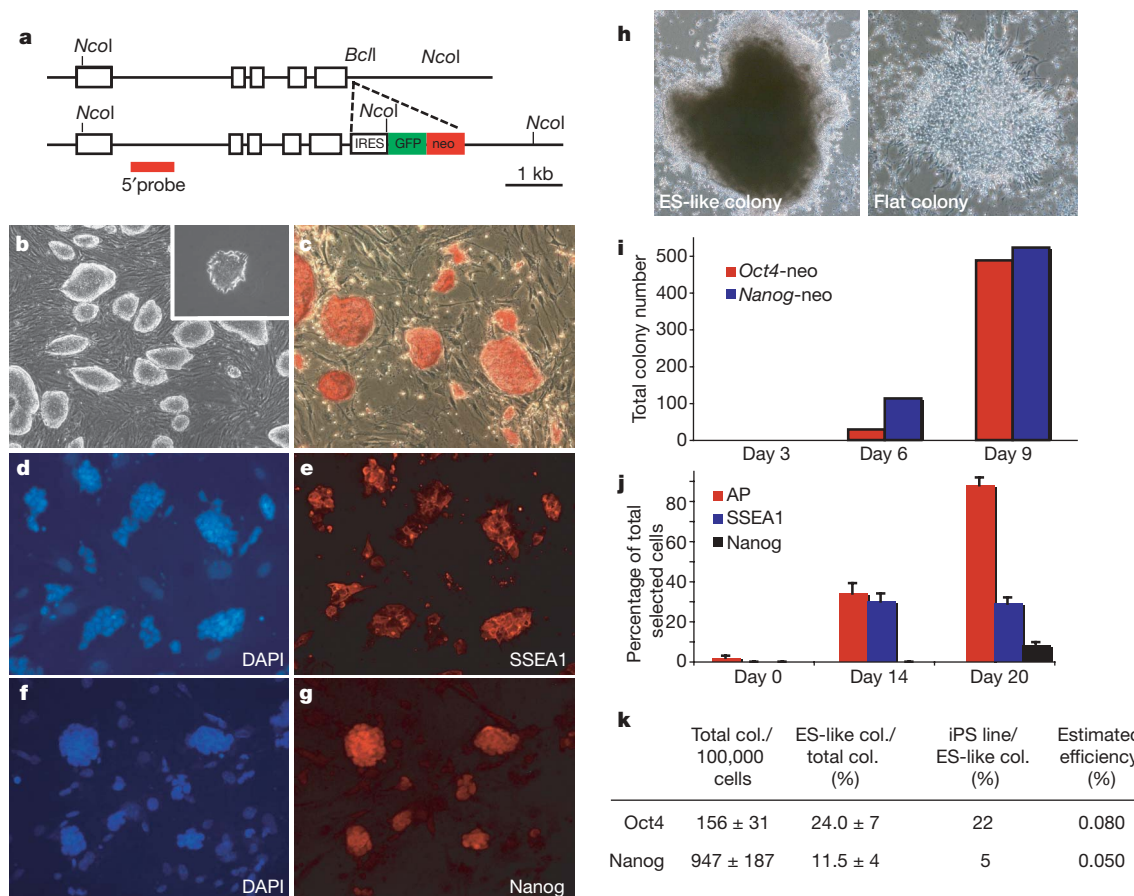 a
NcoI
BclI
NcoI
NcoI
NcoI
NcoI
IRES
GFP
neo
5′probe
1 kb
b
c
d
DAPI
e
SSEA1
f
DAPI
g
Nanog
h
ES-like colony
Flat colony
i
Total colony number
500
400
300
200
100
0
Oct4-neo
Nanog-neo
Day 3
Day 6
Day 9
j
Percentage of total
selected cells
80
60
40
20
0
AP
SSEA1
Nanog
Day 0
Day 14
Day 20
k
Total col./
100,000
cells
ES-like col./
total col.
(%)
iPS line/
ES-like col.
(%)
Estimated
efficiency
(%)
Oct4 156 ± 31 24.0 ± 7 22 0.080
Nanog 947 ± 187 11.5 ± 4 5 0.050